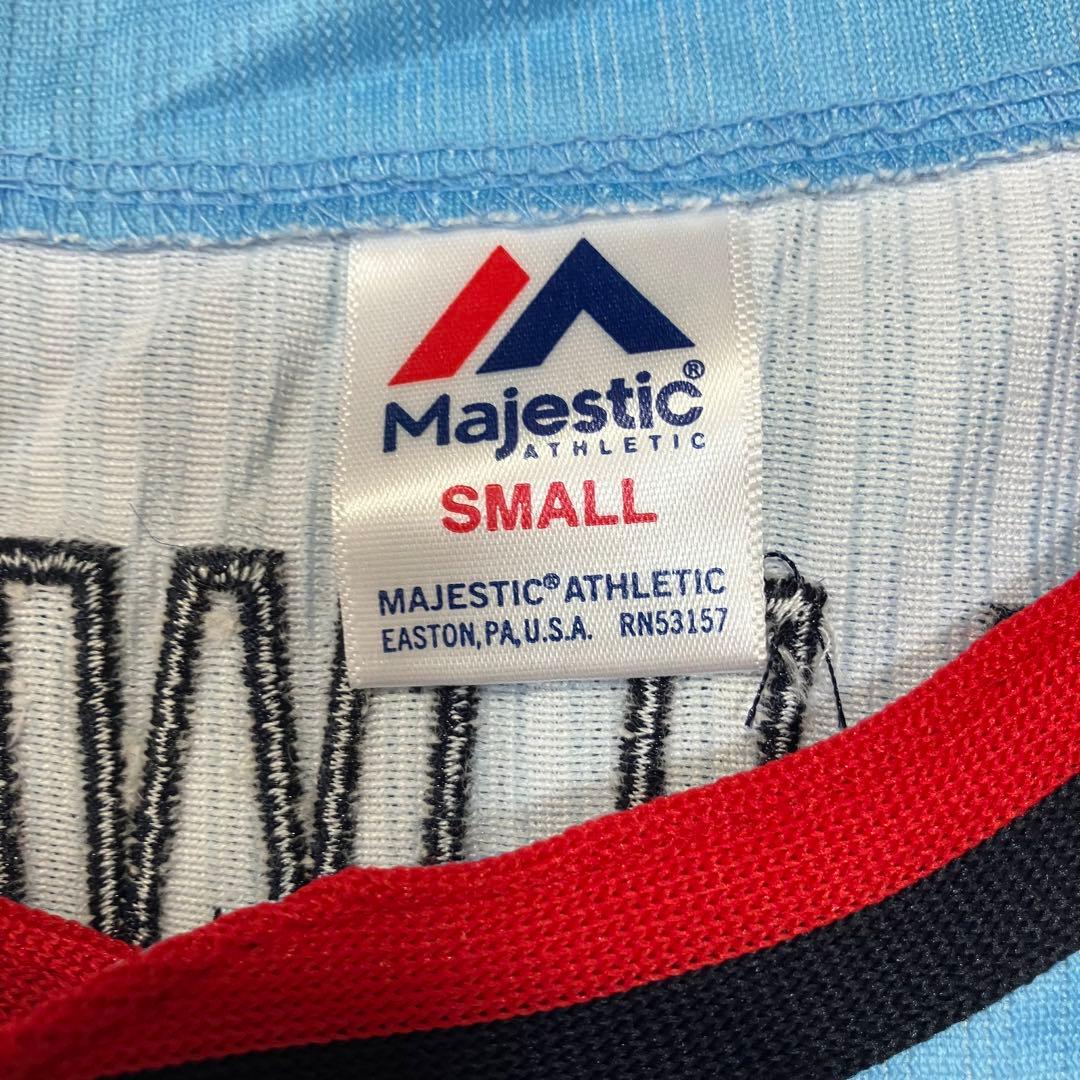 Majestic®
ATHLETIC
SMALL
MAJESTIC® ATHLETIC
EASTON, PA, U.S.A. RN53157